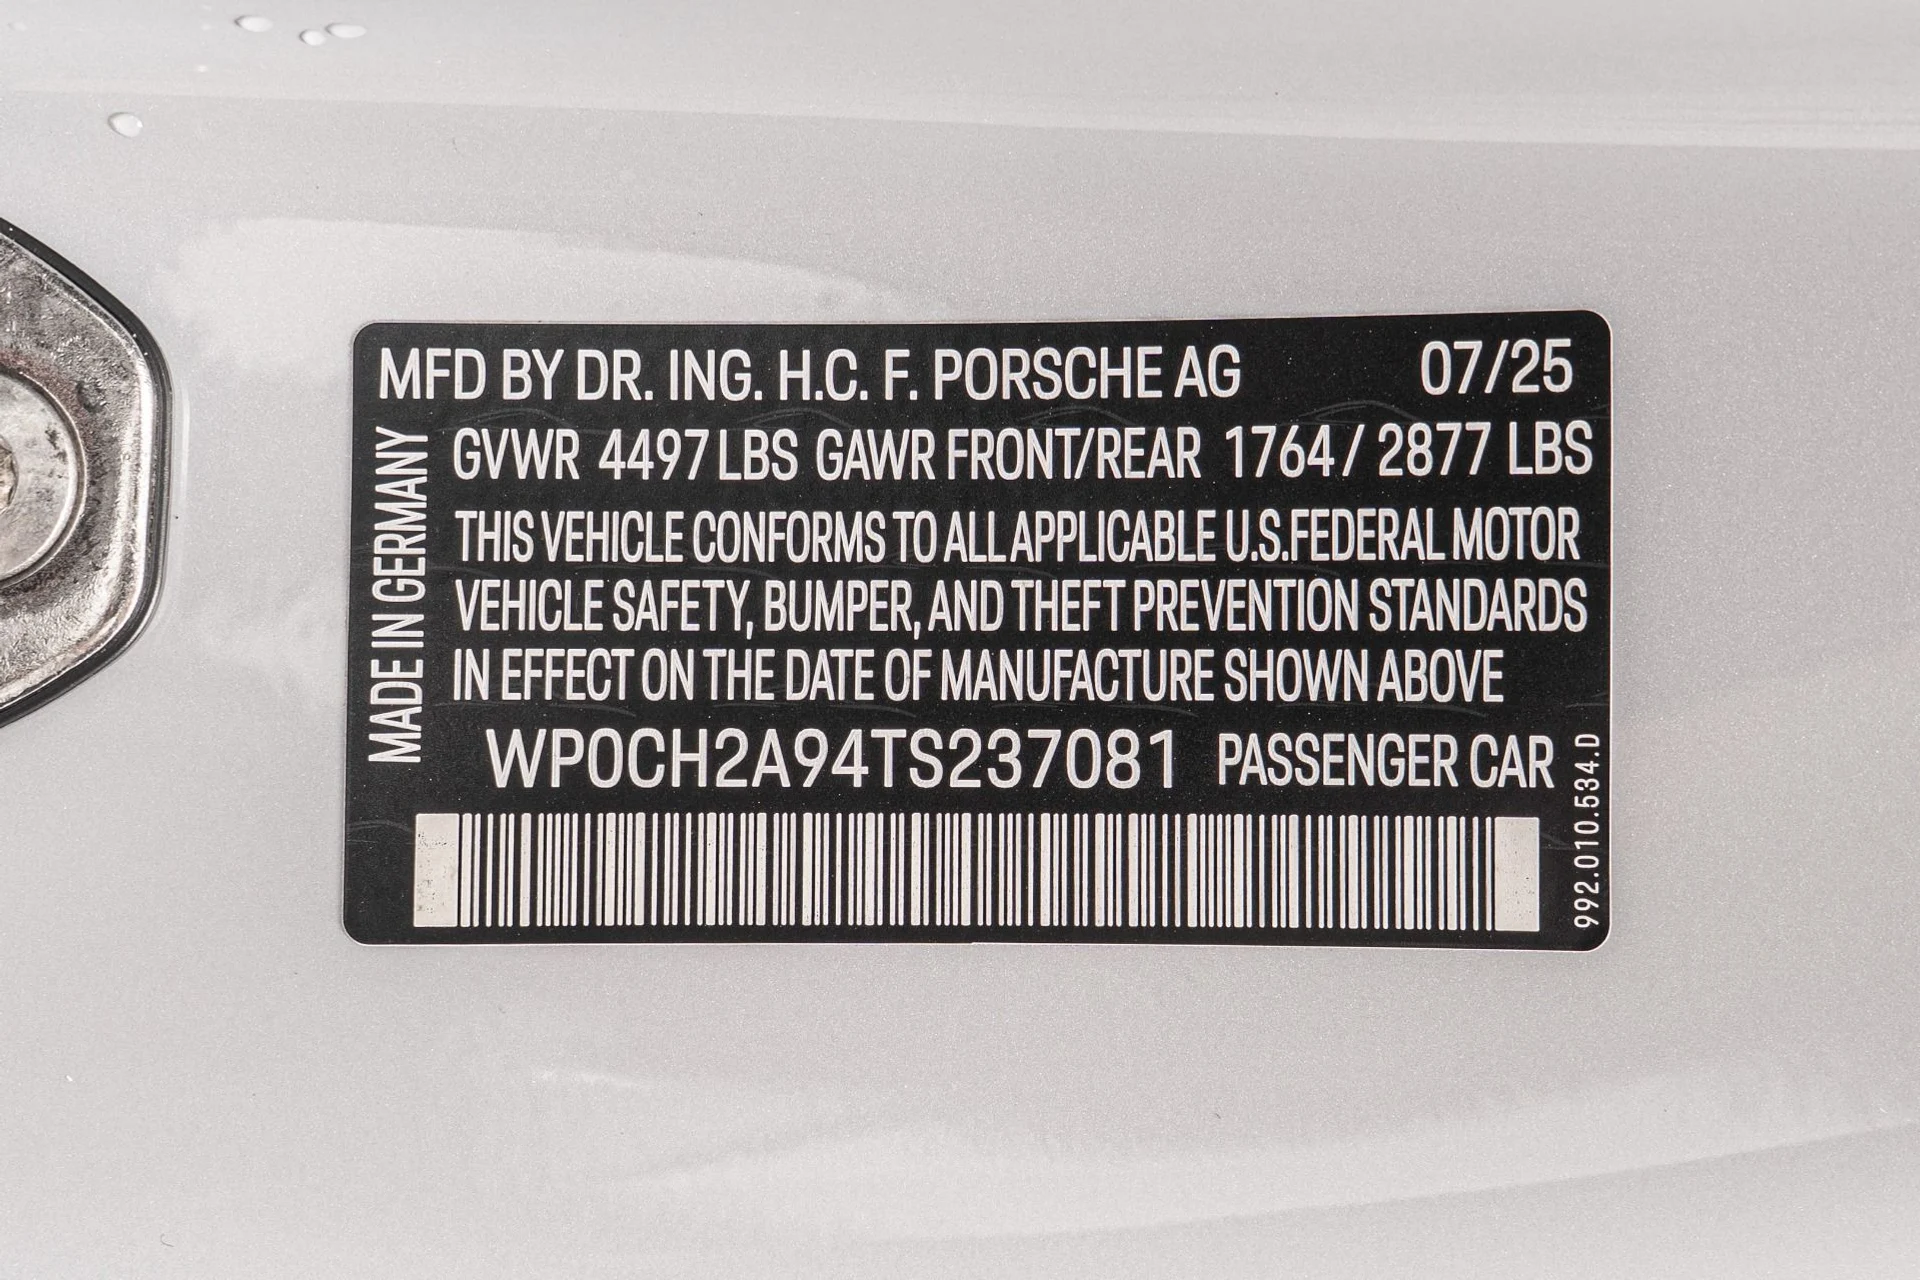 MFD BY DR. ING. H.C. F. PORSCHE AG 07/25
GVWR 4497 LBS GAWR FRONT/REAR 1764 / 2877 LBS
THIS VEHICLE CONFORMS TO ALL APPLICABLE U.S.FEDERAL MOTOR
VEHICLE SAFETY, BUMPER, AND THEFT PREVENTION STANDARDS
IN EFFECT ON THE DATE OF MANUFACTURE SHOWN ABOVE
WP0CH2A94TS237081 PASSENGER CAR
MADE IN GERMANY
992.010.534.D